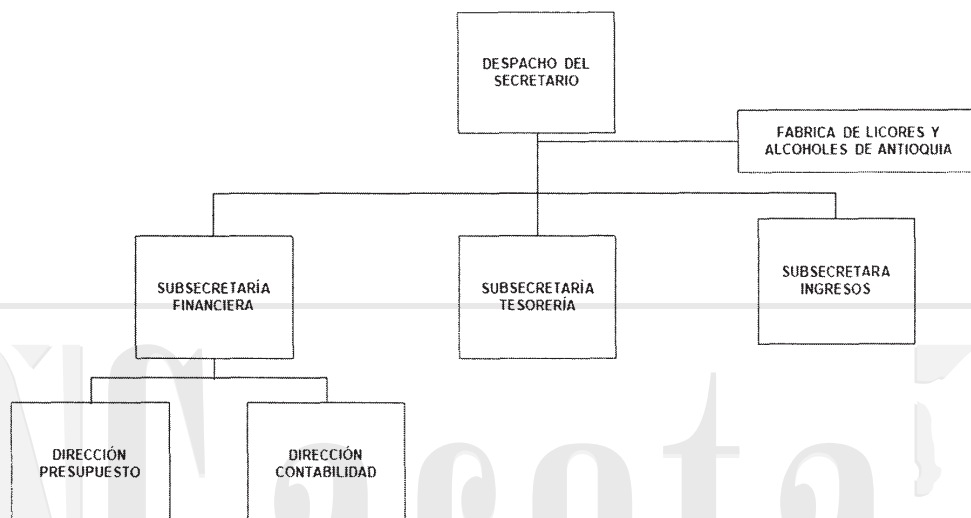 DESPACHO DEL
SECRETARIO
FABRICA DE LICORES Y
ALCOHOLES DE ANTIOQUIA
SUBSECRETARÍA
FINANCIERA
SUBSECRETARÍA
TESORERÍA
SUBSECRETARA
INGRESOS
DIRECCIÓN
PRESUPUESTO
DIRECCIÓN
CONTABILIDAD